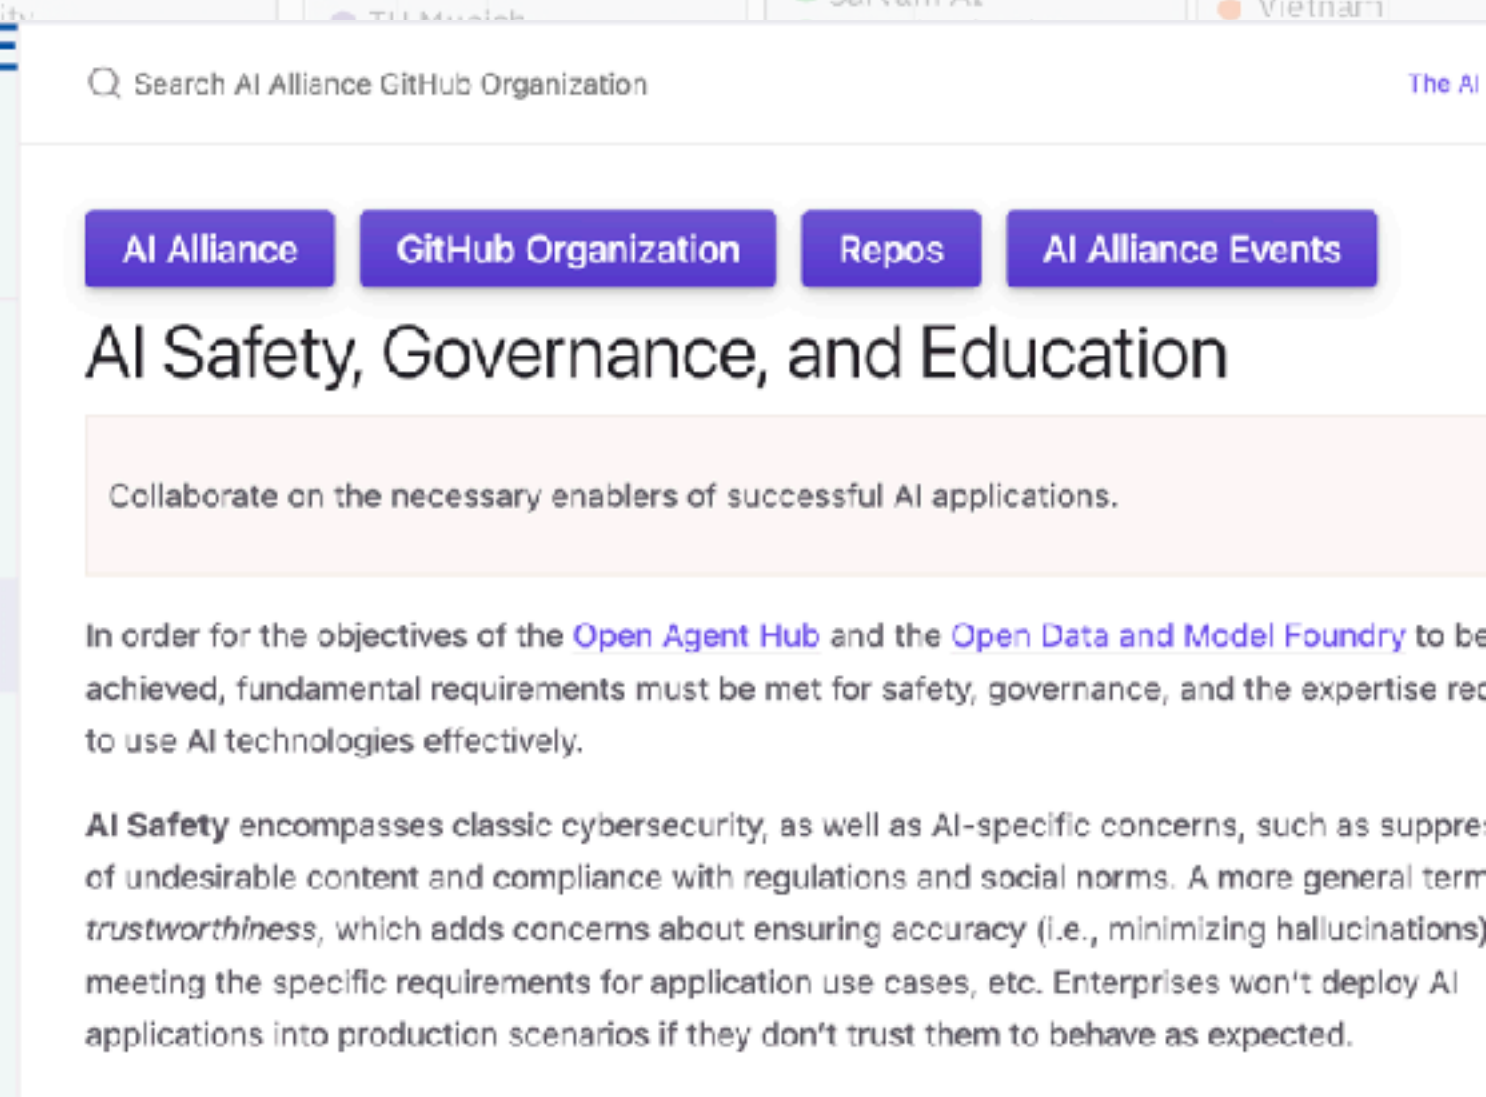 TU Munich
Vietnam
Search AI Alliance GitHub Organization
The AI
AI Alliance
GitHub Organization
Repos
AI Alliance Events
AI Safety, Governance, and Education
Collaborate on the necessary enablers of successful AI applications.
In order for the objectives of the Open Agent Hub and the Open Data and Model Foundry to be
achieved, fundamental requirements must be met for safety, governance, and the expertise
to use AI technologies effectively.
AI Safety encompasses classic cybersecurity, as well as AI-specific concerns, such as
of undesirable content and compliance with regulations and social norms. A more general term
trustworthiness, which adds concerns about ensuring accuracy (i.e., minimizing hallucinations)
meeting the specific requirements for application use cases, etc. Enterprises won't deploy AI
applications into production scenarios if they don't trust them to behave as expected.